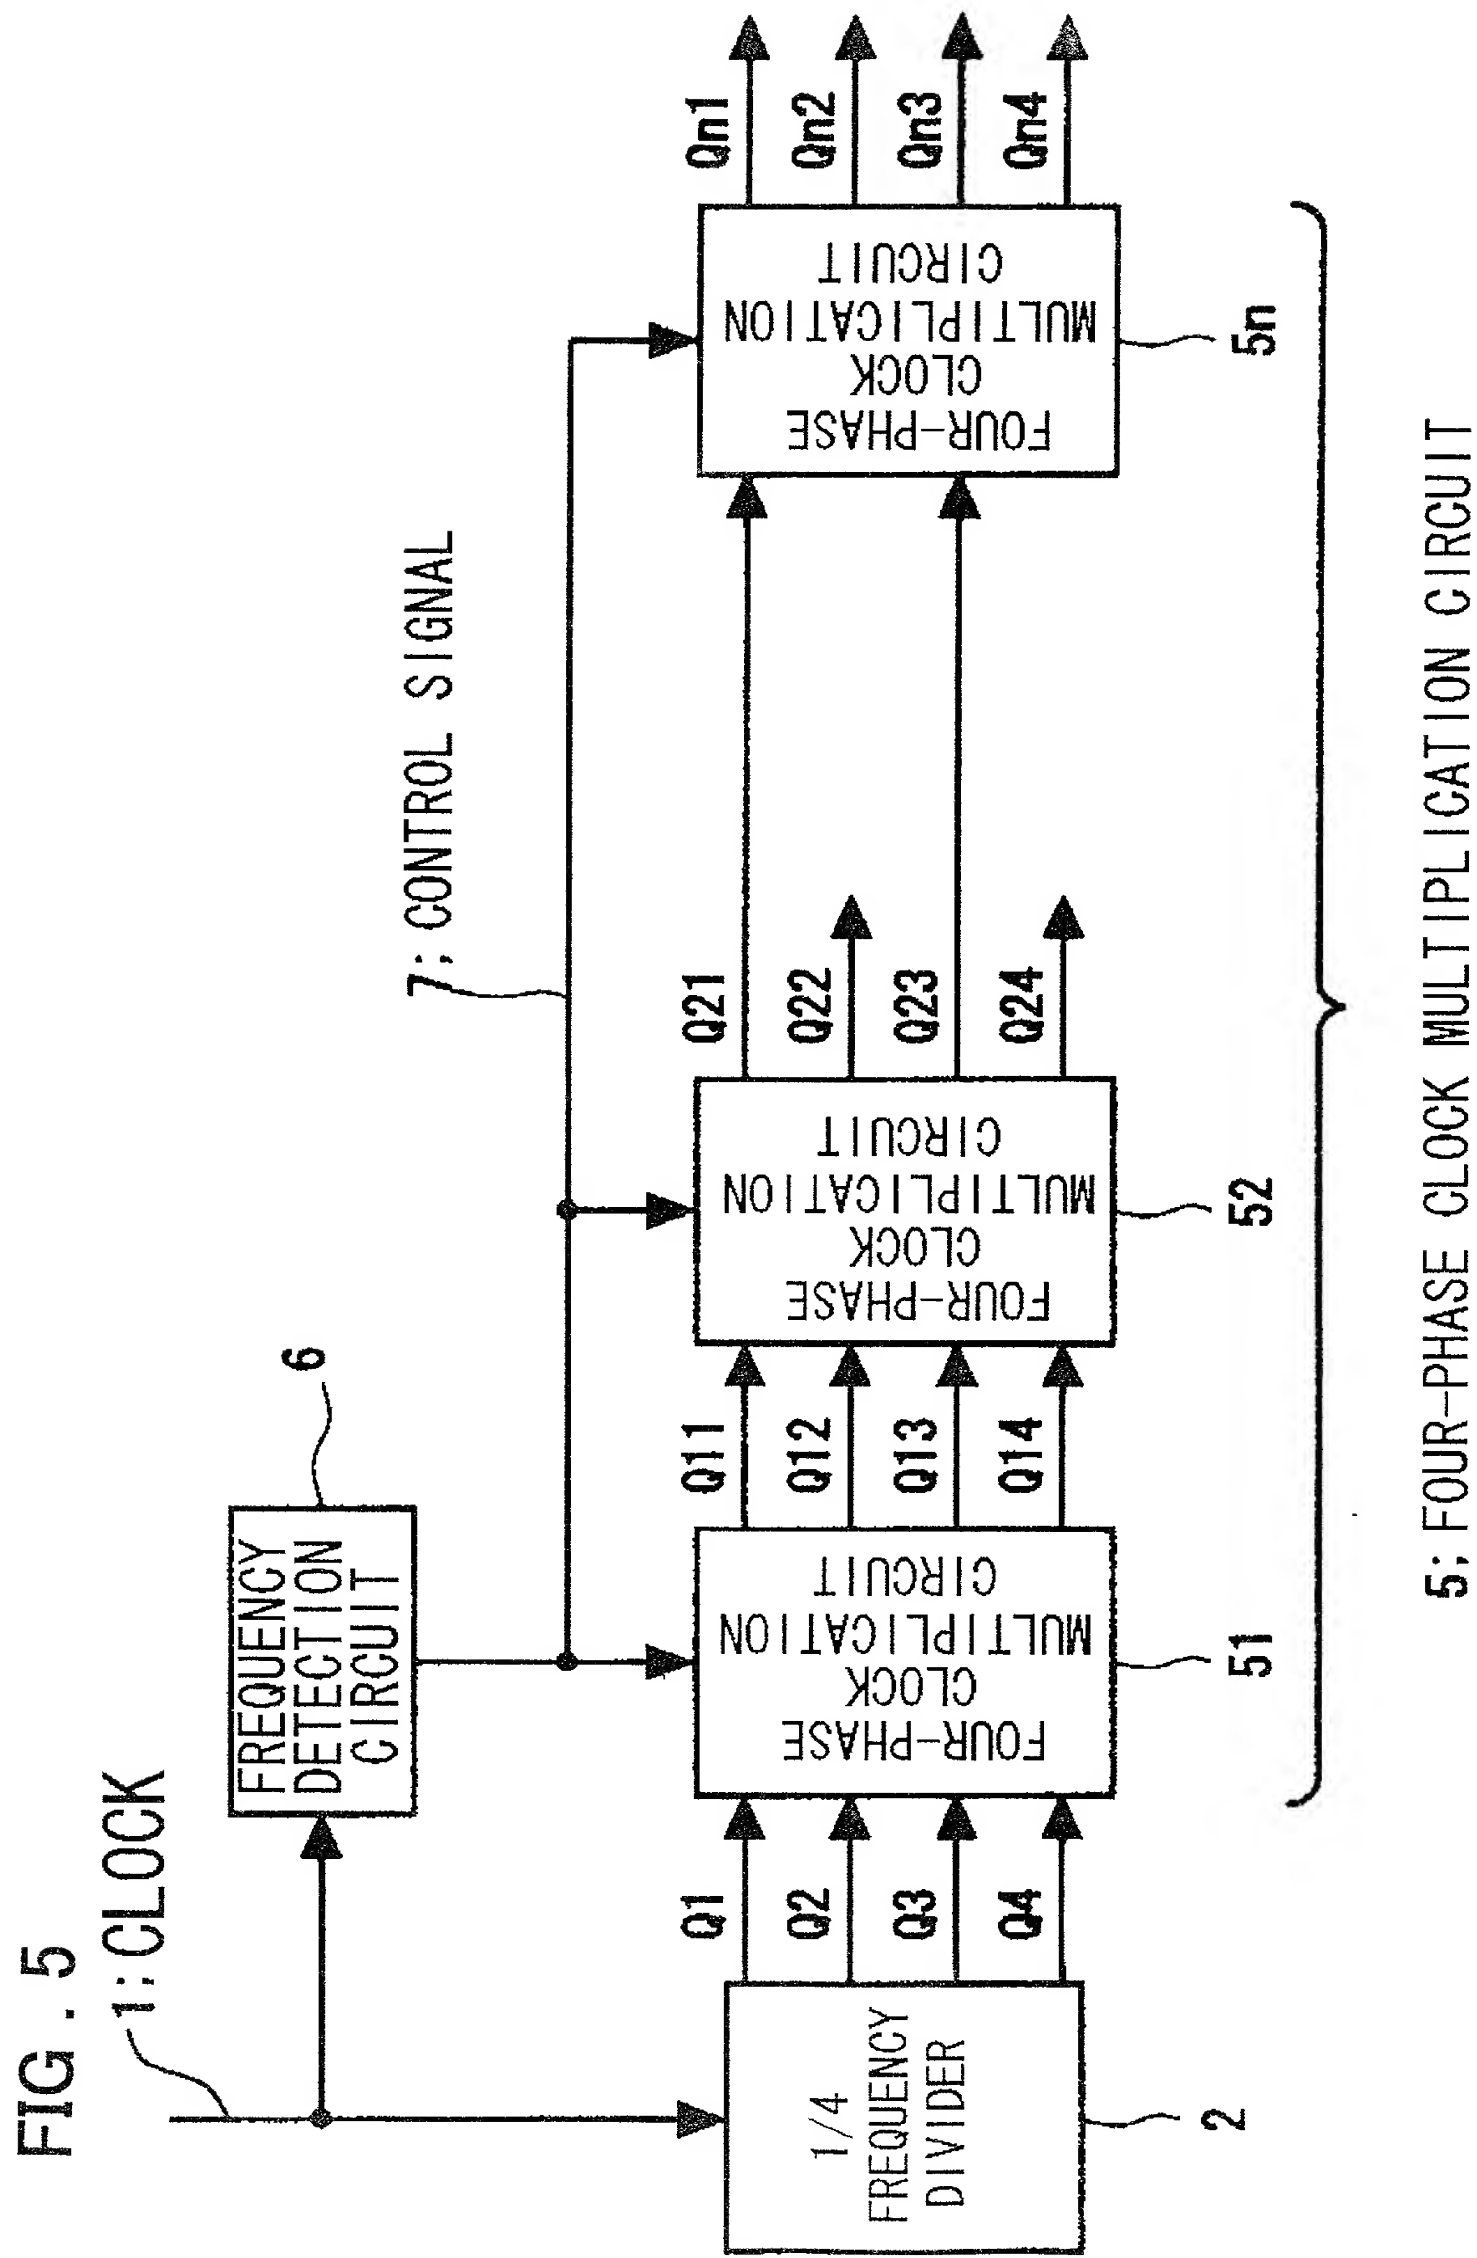 FIG. 5
1; CLOCK
FREQUENCY
DETECTION
CIRCUIT
6
7; CONTROL SIGNAL
1/4
FREQUENCY
DIVIDER
2
Q1
Q2
Q3
Q4
FOUR-PHASE
CLOCK
MULTIPLICATION
CIRCUIT
51
Q11
Q12
Q13
Q14
FOUR-PHASE
CLOCK
MULTIPLICATION
CIRCUIT
52
Q21
Q22
Q23
Q24
FOUR-PHASE
CLOCK
MULTIPLICATION
CIRCUIT
5n
Qn1
Qn2
Qn3
Qn4
5; FOUR-PHASE CLOCK MULTIPLICATION CIRCUIT